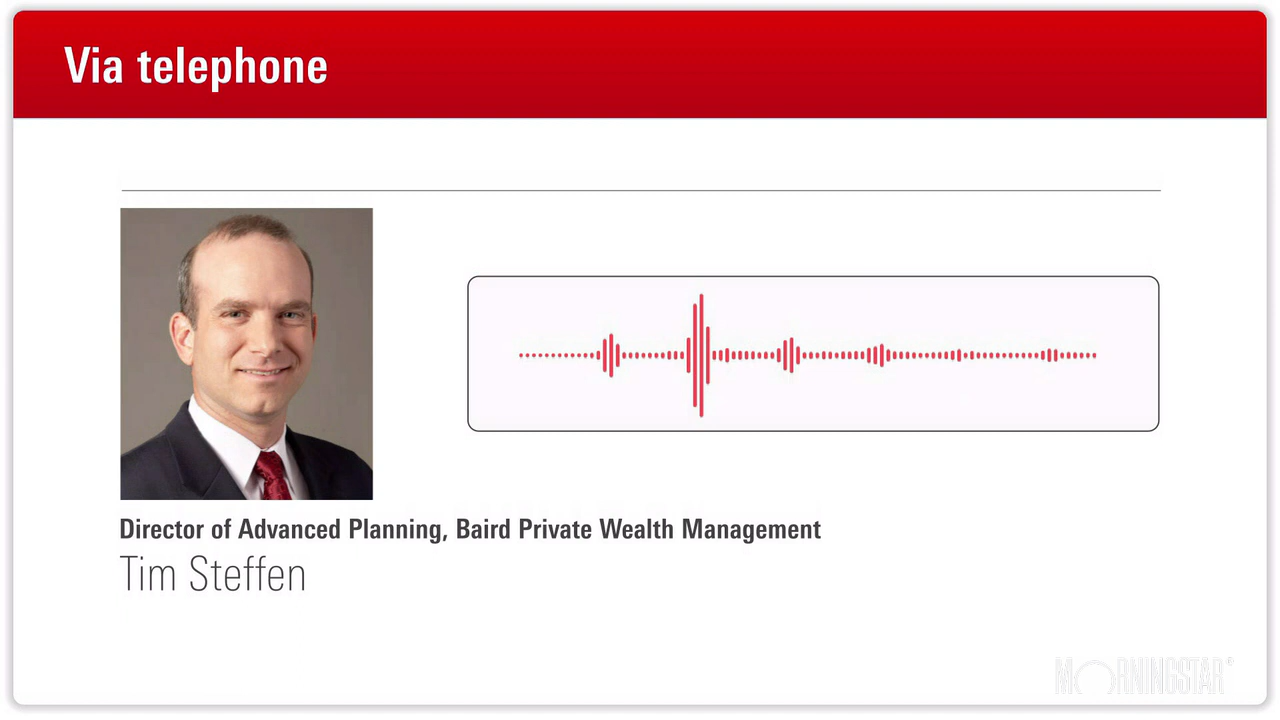 Via telephone
Director of Advanced Planning, Baird Private Wealth Management
Tim Steffen
MORNINGSTAR®